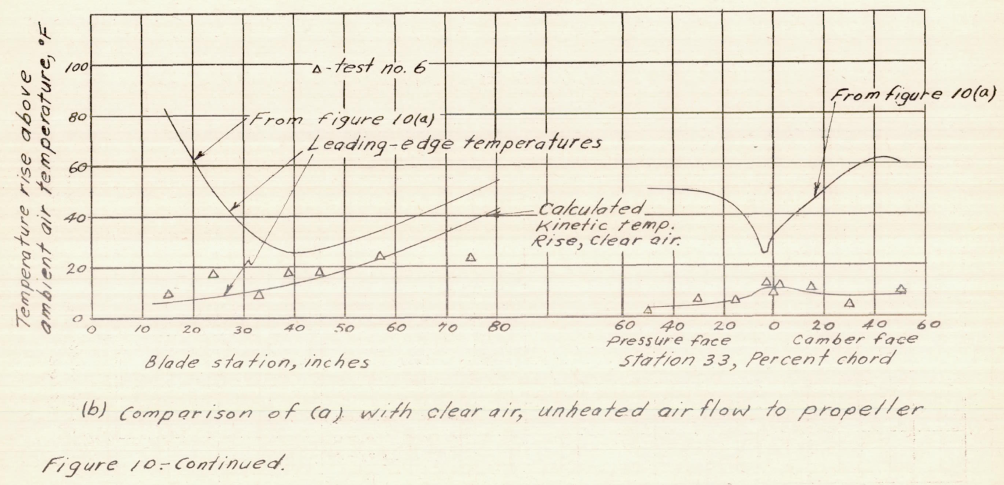 Temperature rise above
ambient air temperature, °F
100
80
60
40
20
0
△-test no. 6
From figure 10(a)
Leading-edge temperatures
From figure 10(a)
Calculated
Kinetic temp.
Rise, Clear air.
0 10 20 30 40 50 60 70 80
60 40 20 0 20 40 60
Pressure face
Camber face
Blade station, inches
Station 33, Percent chord
(b) Comparison of (a) with clear air, unheated air flow to propeller
Figure 10.-Continued.